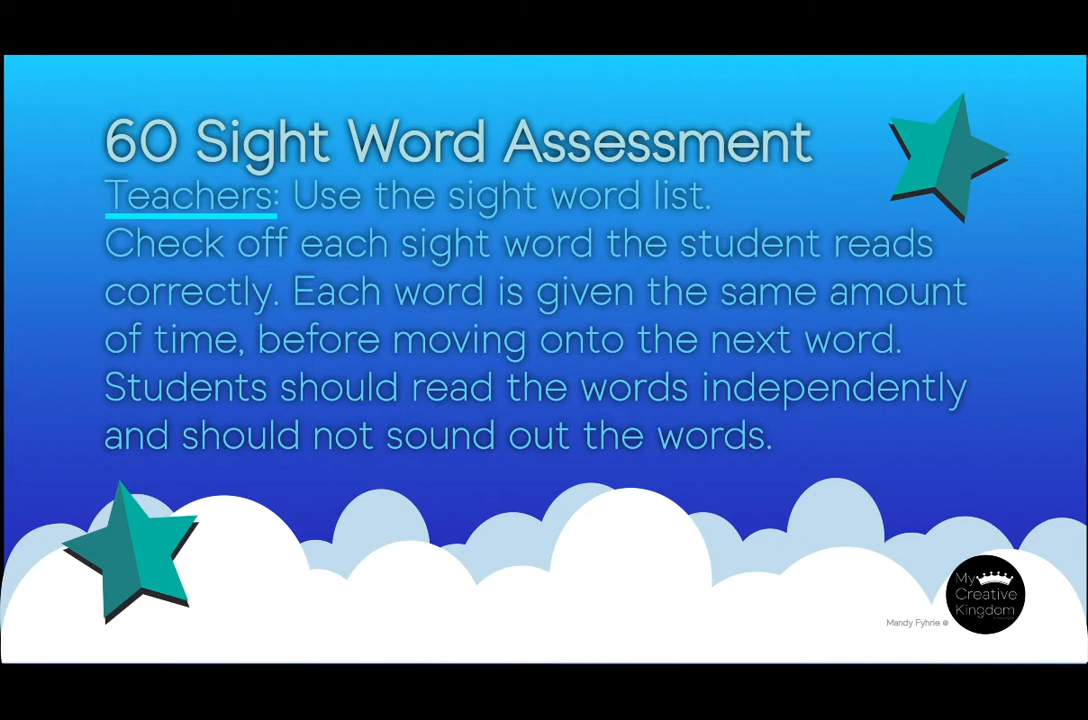 60 Sight Word Assessment
Teachers: Use the sight word list.
Check off each sight word the student reads
correctly. Each word is given the same amount
of time, before moving onto the next word.
Students should read the words independently
and should not sound out the words.
My
Creative
Kingdom
Mandy Fyhrie @